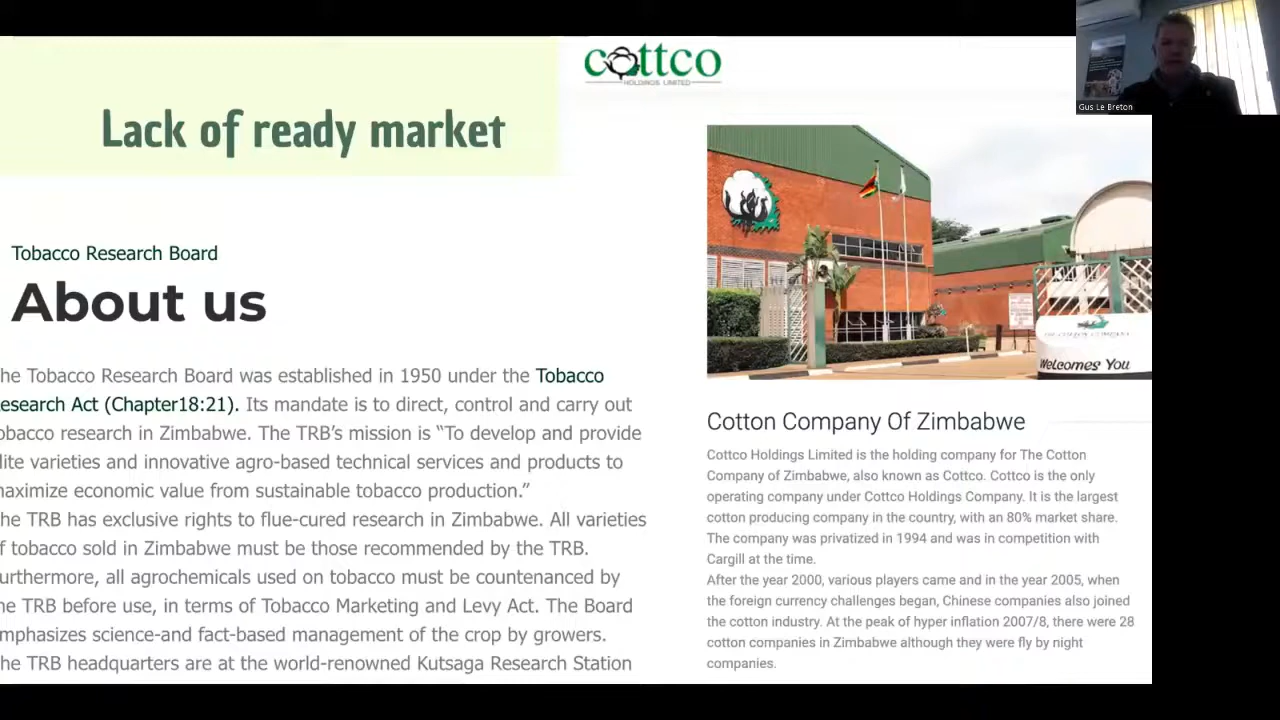 cottco
HOLDINGS LIMITED
Gus Le Breton
Lack of ready market
Tobacco Research Board
About us
he Tobacco Research Board was established in 1950 under the Tobacco
esearch Act (Chapter18:21). Its mandate is to direct, control and carry out
obacco research in Zimbabwe. The TRB's mission is “To develop and provide
lite varieties and innovative agro-based technical services and products to
maximize economic value from sustainable tobacco production.”
he TRB has exclusive rights to flue-cured research in Zimbabwe. All varieties
f tobacco sold in Zimbabwe must be those recommended by the TRB.
urthermore, all agrochemicals used on tobacco must be countenanced by
he TRB before use, in terms of Tobacco Marketing and Levy Act. The Board
mphasizes science-and fact-based management of the crop by growers.
he TRB headquarters are at the world-renowned Kutsaga Research Station
Welcomes You
Cotton Company Of Zimbabwe
Cottco Holdings Limited is the holding company for The Cotton
Company of Zimbabwe, also known as Cottco. Cottco is the only
operating company under Cottco Holdings Company. It is the largest
cotton producing company in the country, with an 80% market share.
The company was privatized in 1994 and was in competition with
Cargill at the time.
After the year 2000, various players came and in the year 2005, when
the foreign currency challenges began, Chinese companies also joined
the cotton industry. At the peak of hyper inflation 2007/8, there were 28
cotton companies in Zimbabwe although they were fly by night
companies.